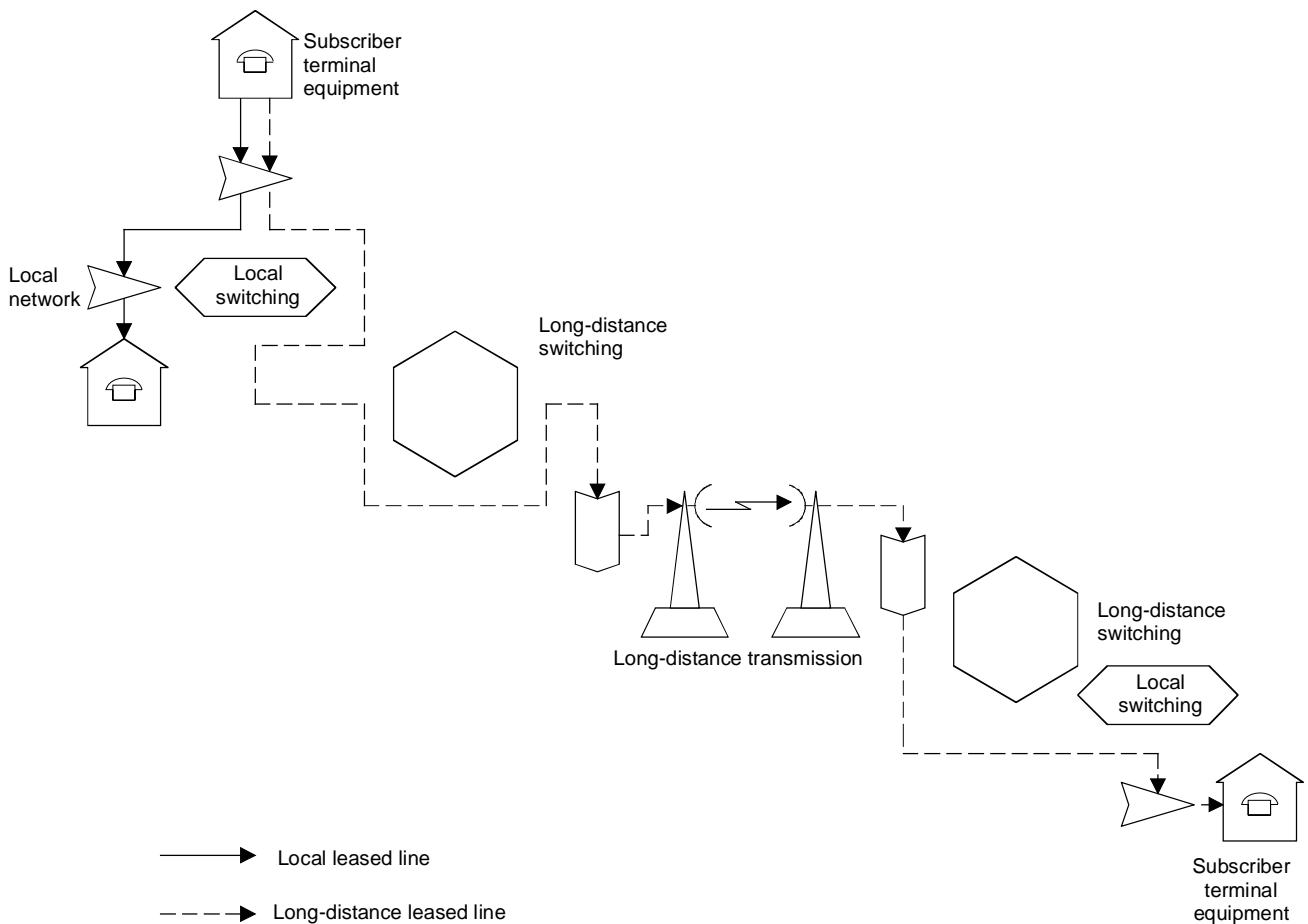 Subscriber
terminal
equipment
Local
network
Local
switching
Long-distance
switching
Long-distance transmission
Long-distance
switching
Local
switching
Subscriber
terminal
equipment
Local leased line
Long-distance leased line